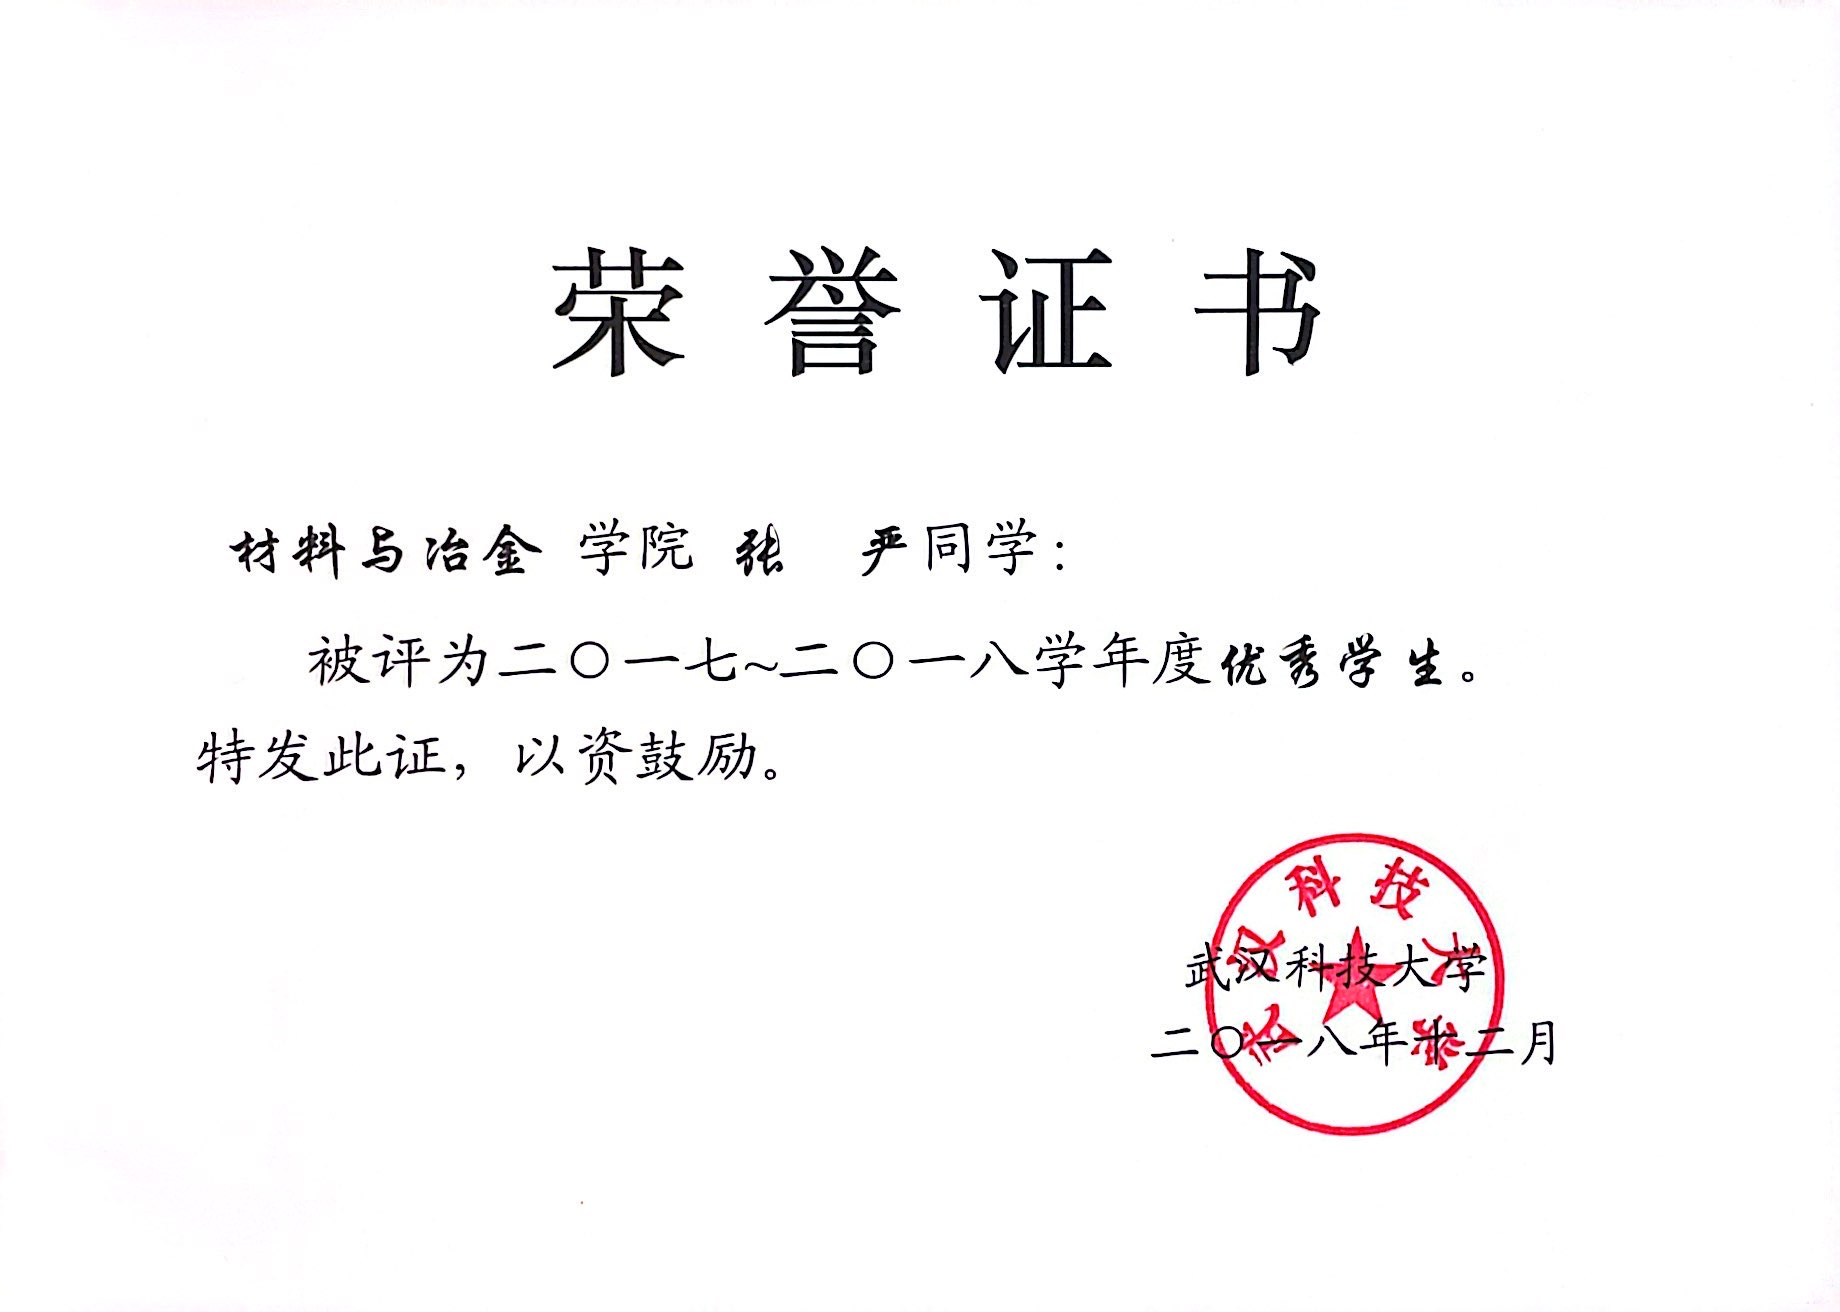 荣誉证书
材料与冶金 学院 张 严同学：
被评为二〇一七~二〇一八学年度优秀学生。
特发此证，以资鼓励。
武汉科技大学
武汉科技大学
二〇一八年十二月